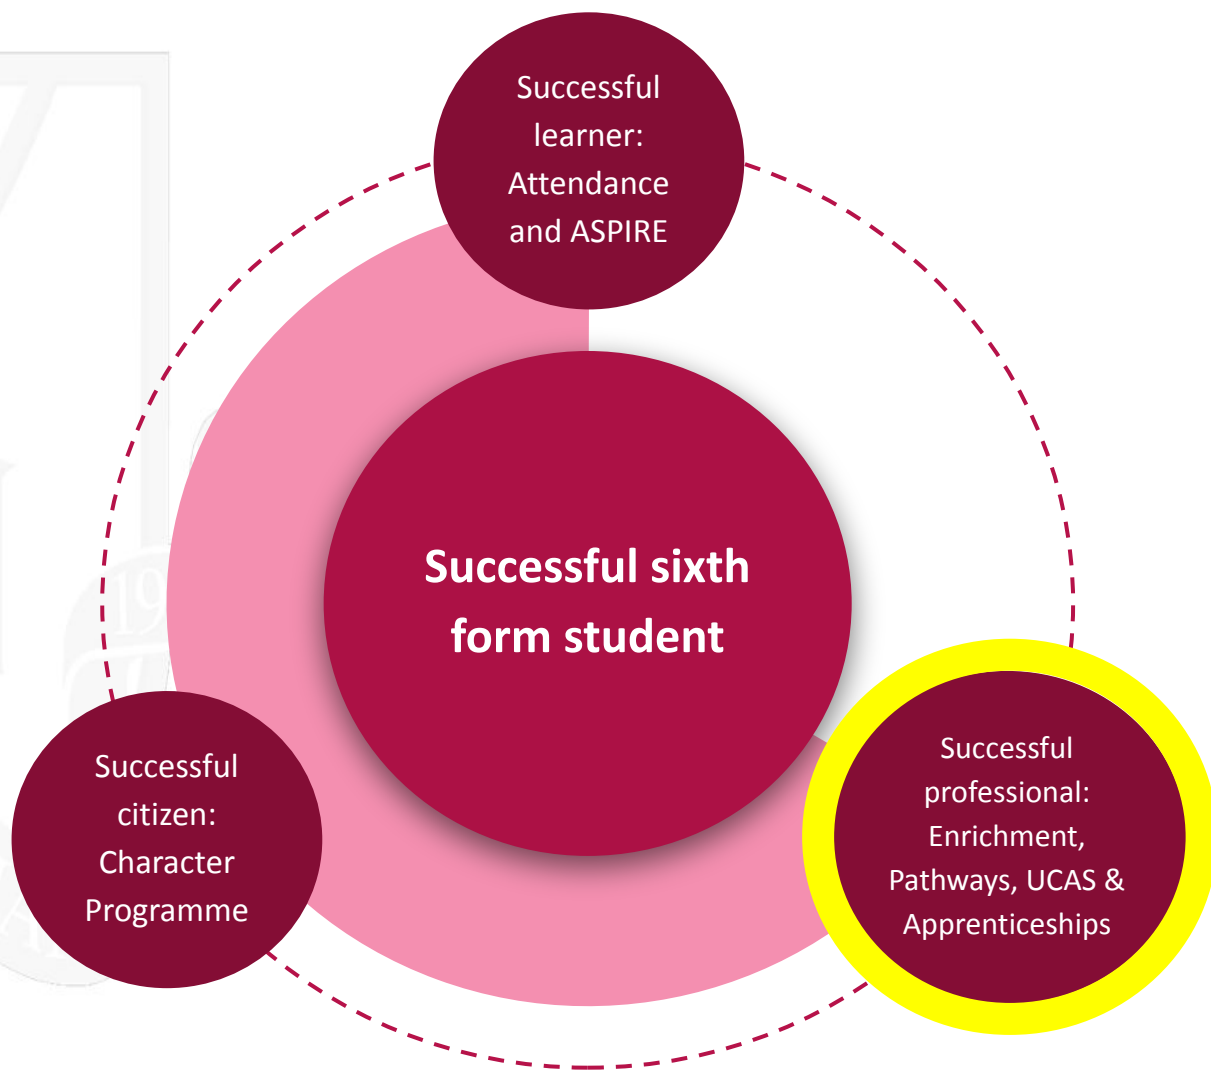 Successful
learner:
Attendance
and ASPIRE
Successful sixth
form student
Successful
citizen:
Character
Programme
Successful
professional:
Enrichment,
Pathways, UCAS &
Apprenticeships